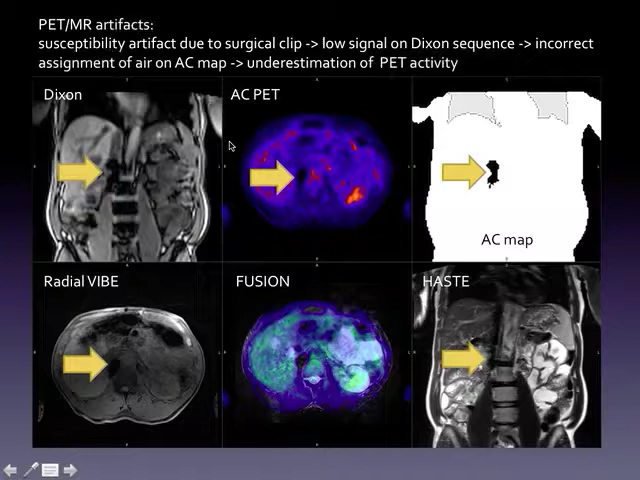 PET/MR artifacts:
susceptibility artifact due to surgical clip -> low signal on Dixon sequence -> incorrect
assignment of air on AC map -> underestimation of  PET activity
Dixon
AC PET
AC map
Radial VIBE
FUSION
HASTE